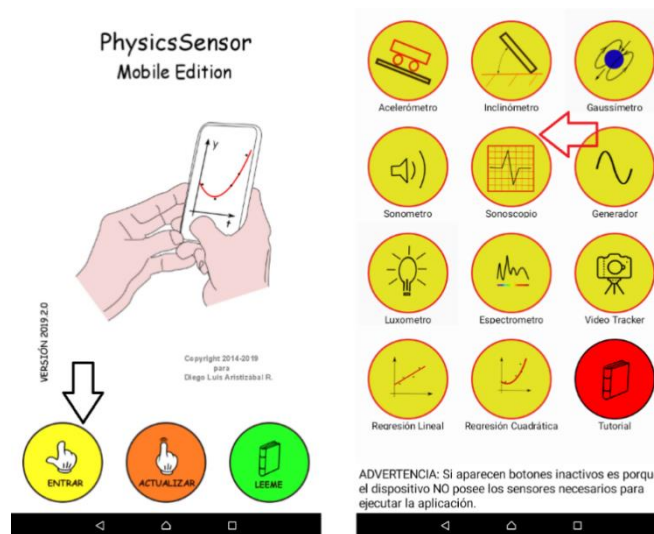 PhysicsSensor
Mobile Edition
y
t
VERSIÓN 2019.2.0
Copyright 2014-2019
para
Diego Luis Aristizábal R.
ENTRAR
ACTUALIZAR
LEEME
Acelerómetro
Inclinómetro
Gaussímetro
Sonometro
Sonoscopio
Generador
Luxometro
Espectrometro
Video Tracker
Regresión Lineal
Regresión Cuadrática
Tutorial
ADVERTENCIA: Si aparecen botones inactivos es porqu
el dispositivo NO posee los sensores necesarios para
ejecutar la aplicación.